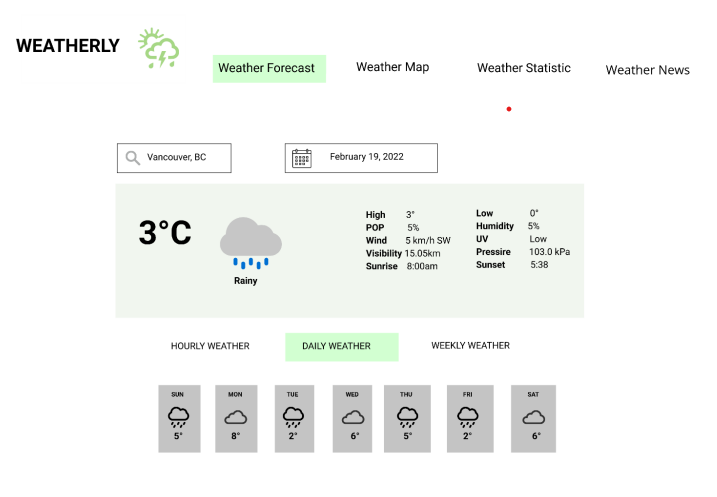 WEATHERLY
Weather Forecast Weather Map Weather Statistic Weather News
Vancouver, BC February 19, 2022
3°C
Rainy
High 3°
POP 5%
Wind 5 km/h SW
Visibility 15.05km
Sunrise 8:00am
Low 0°
Humidity 5%
UV Low
Pressire 103.0 kPa
Sunset 5:38
HOURLY WEATHER DAILY WEATHER WEEKLY WEATHER
SUN MON TUE WED THU FRI SAT
5° 8° 2° 6° 5° 2° 6°